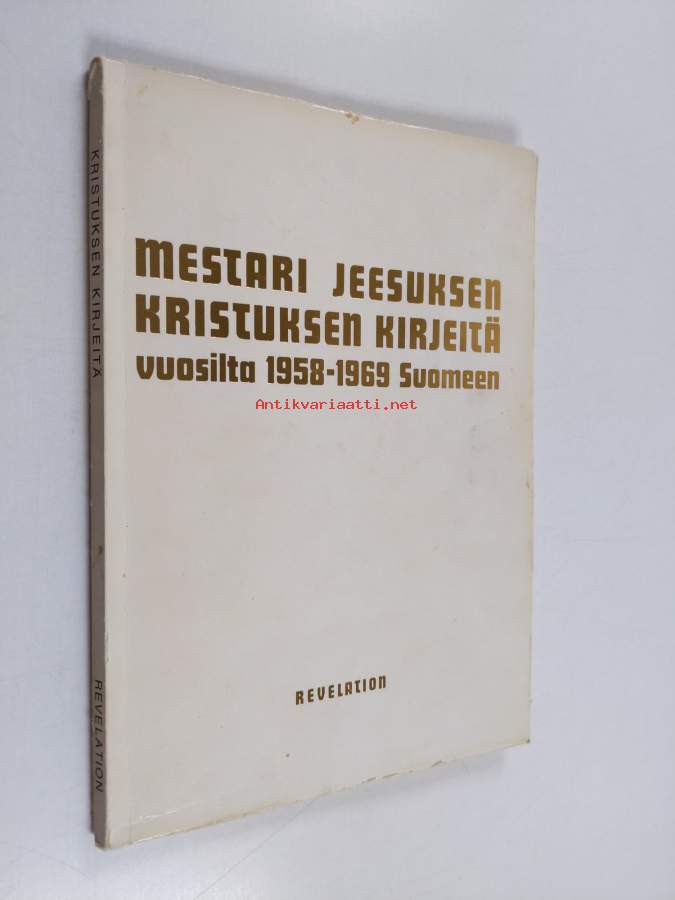 MESTARI JEESUKSEN
KRISTUKSEN KIRJEITÄ
vuosilta 1958-1969 Suomeen
Antikvariaatti.net
REVELATION
KRISTUKSEN KIRJEITÄ
REVELATION